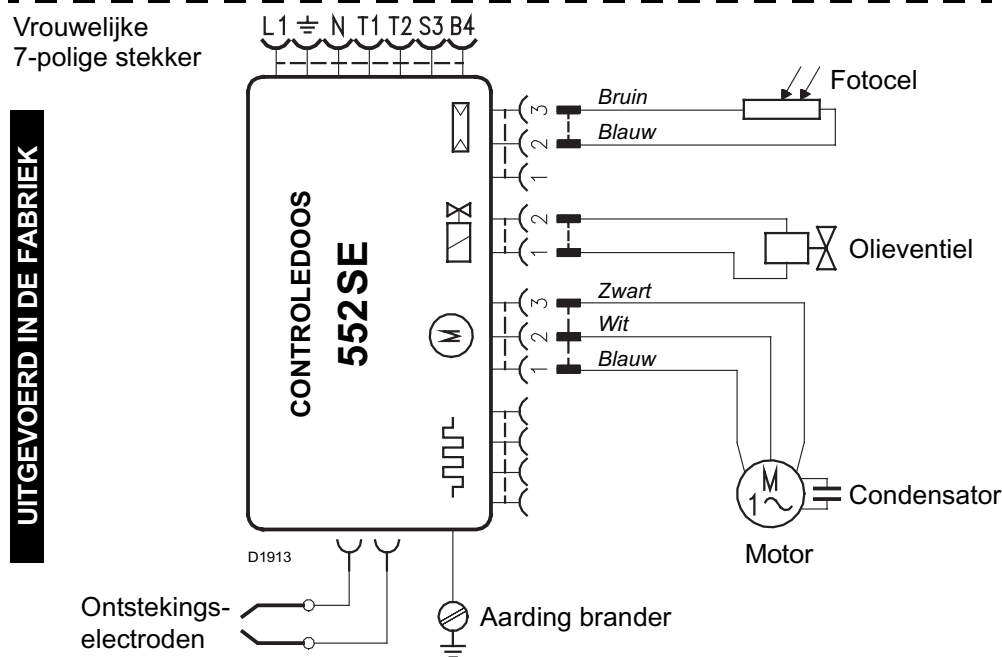 Vrouwelijke
7-polige stekker
L1 N T1 T2 S3 B4
UITGEVOERD IN DE FABRIEK
CONTROLEDOOS
552SE
3
2
1
Bruin
Blauw
Fotocel
2
1
Olieventiel
M
3
2
1
Zwart
Wit
Blauw
M
1~
Condensator
Motor
D1913
Ontstekings-
electroden
Aarding brander